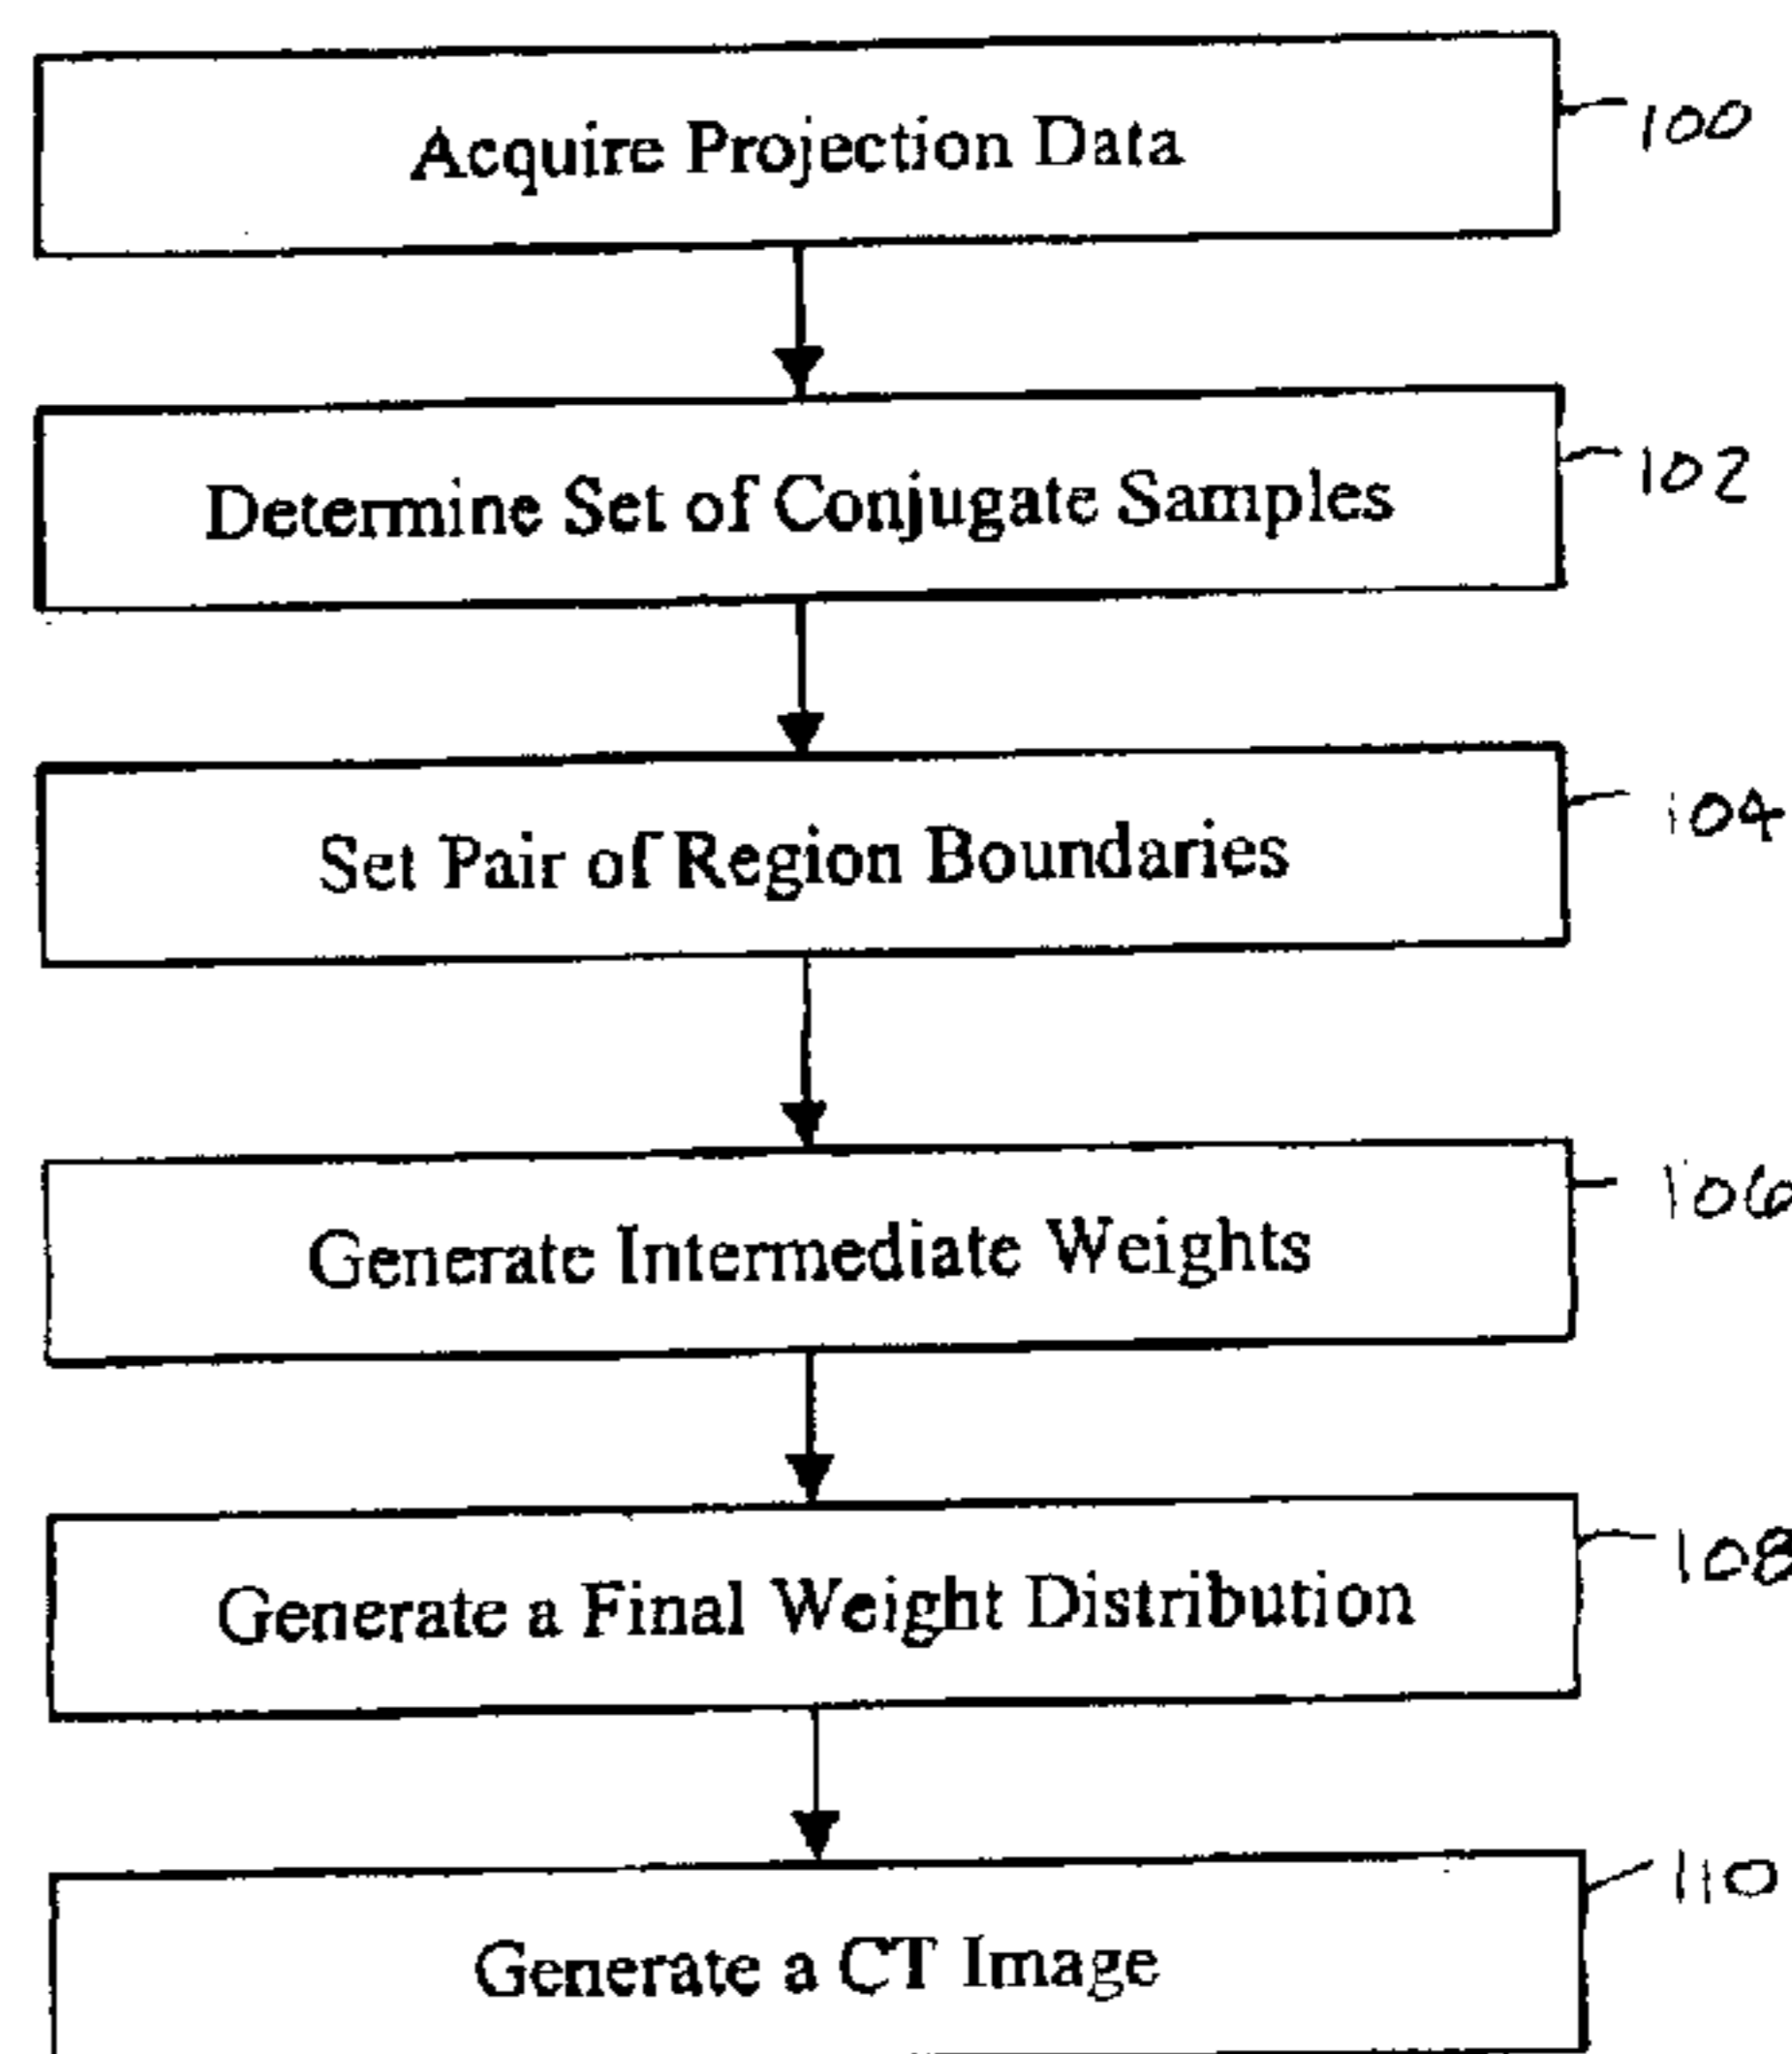 Acquire Projection Data
100
Determine Set of Conjugate Samples
102
Set Pair of Region Boundaries
104
Generate Intermediate Weights
106
Generate a Final Weight Distribution
108
Generate a CT Image
110